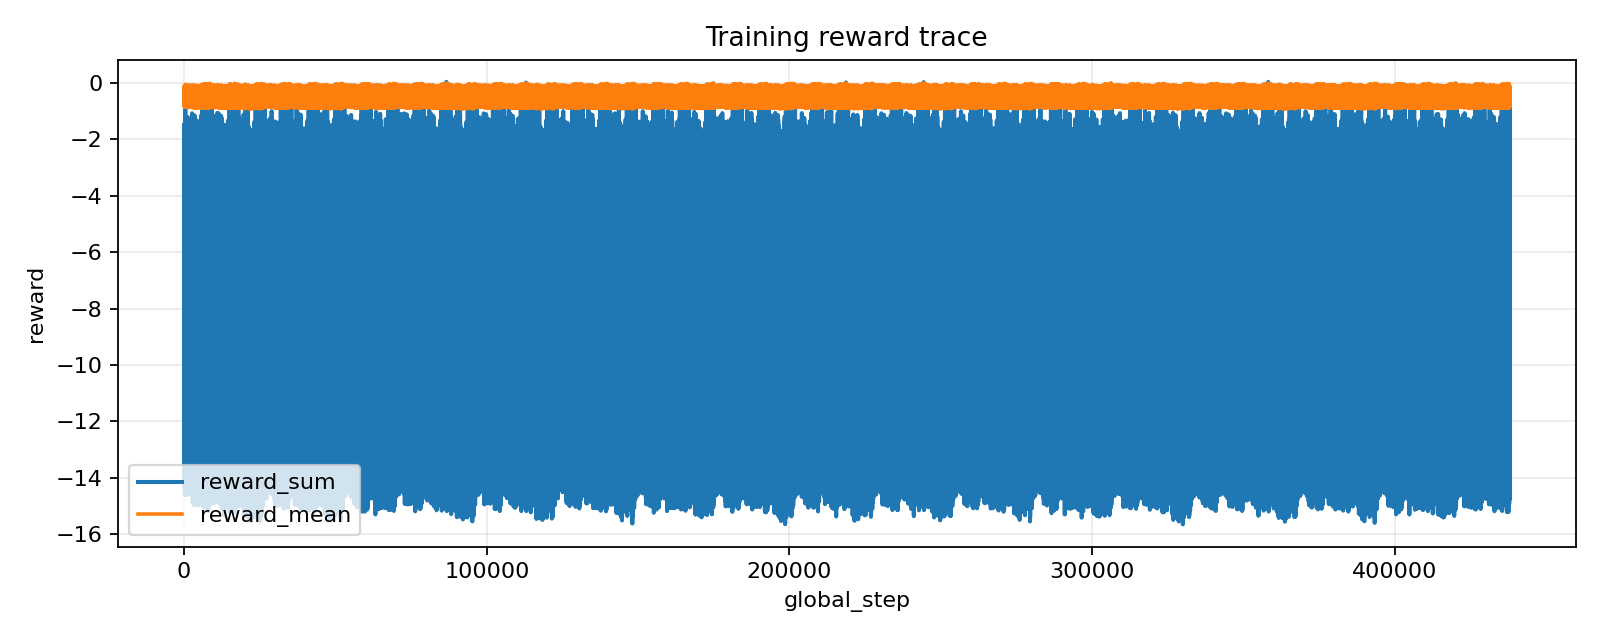 Training reward trace
0
−2
−4
−6
−8
−10
−12
−14
−16
reward
reward_sum
reward_mean
0
100000
200000
300000
400000
global_step